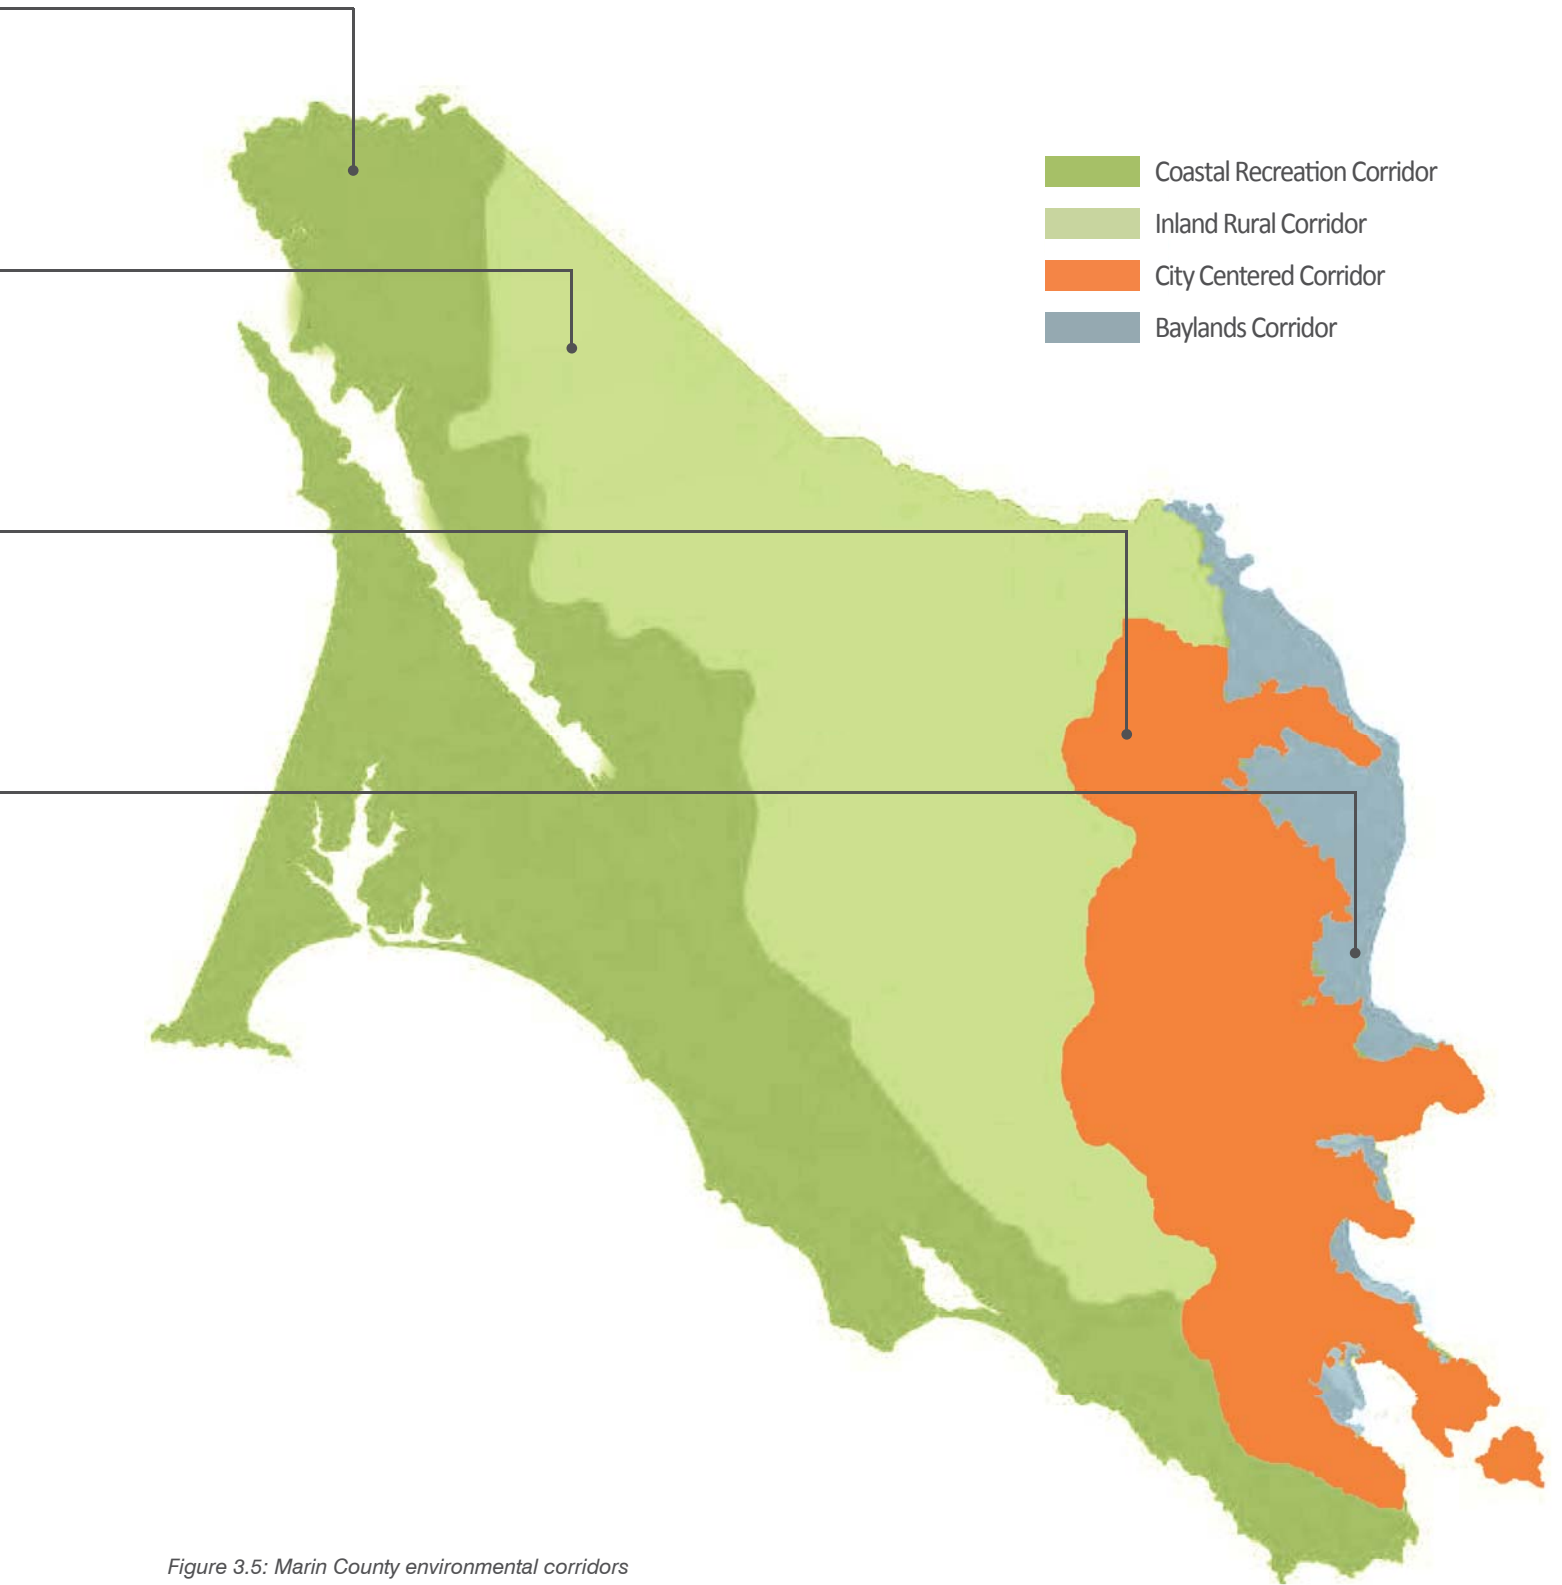 Coastal Recreation Corridor
Inland Rural Corridor
City Centered Corridor
Baylands Corridor
Figure 3.5: Marin County environmental corridors